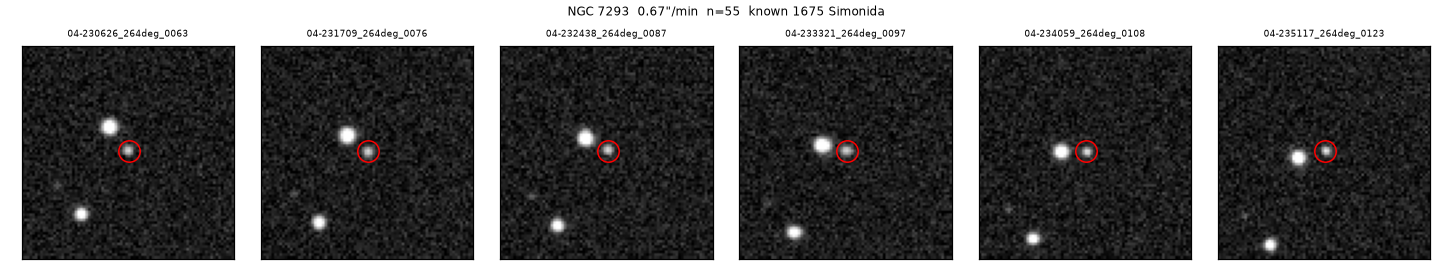 NGC 7293  0.67"/min  n=55  known 1675 Simonida
04-230626_264deg_0063
04-231709_264deg_0076
04-232438_264deg_0087
04-233321_264deg_0097
04-234059_264deg_0108
04-235117_264deg_0123